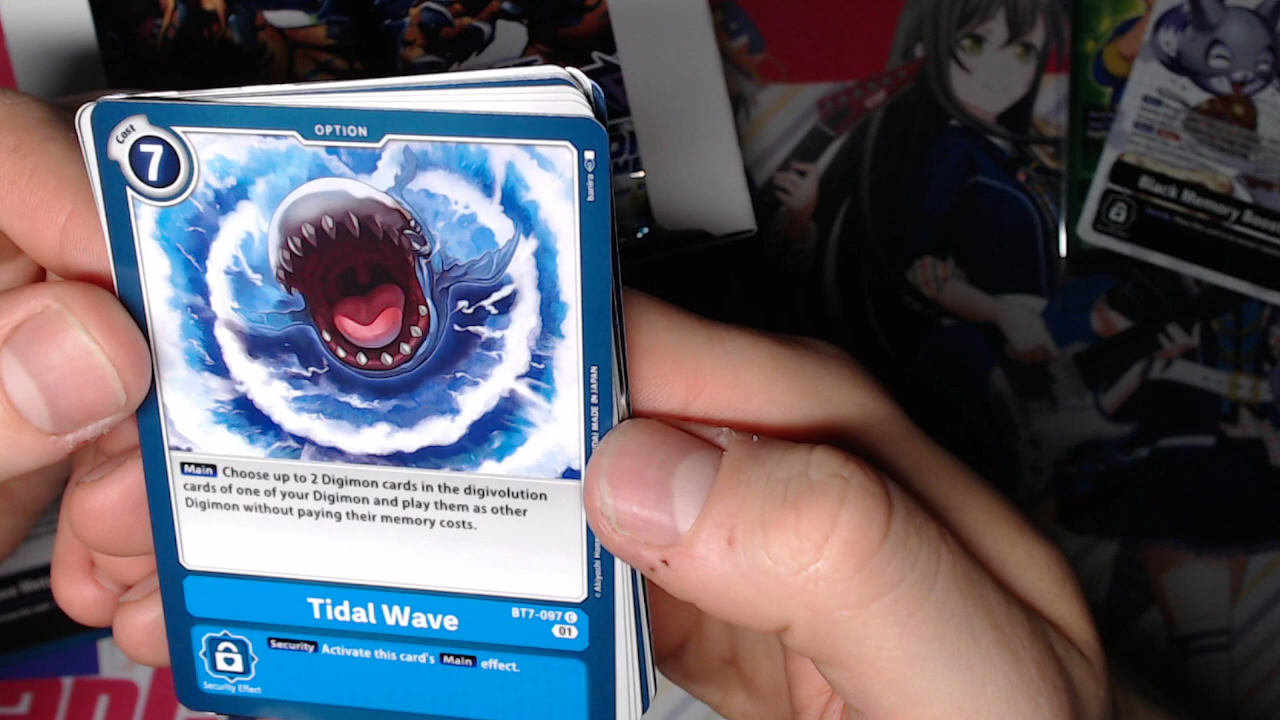 Cost
7
OPTION
banira
Main Choose up to 2 Digimon cards in the digivolution
cards of one of your Digimon and play them as other
Digimon without paying their memory costs.
DAI MADE IN JAPAN
Tidal Wave
BT7-097 C
01
Security Activate this card's Main effect.
Security Effect
Black Memory Boost